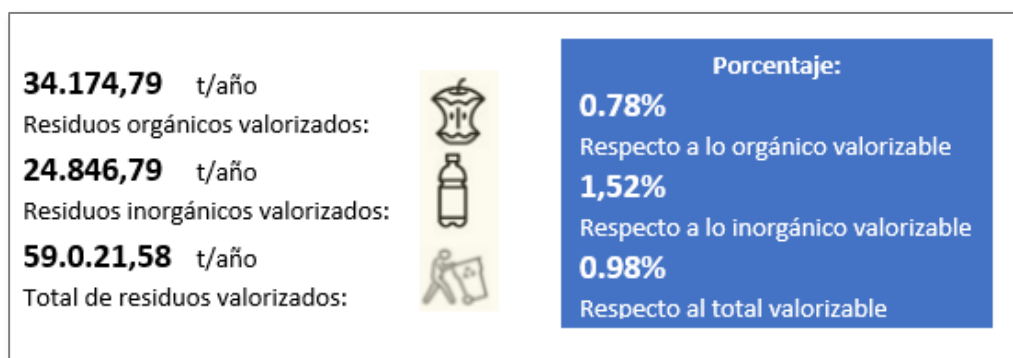 34.174,79 t/año
Residuos orgánicos valorizados:
24.846,79 t/año
Residuos inorgánicos valorizados:
59.0.21,58 t/año
Total de residuos valorizados:
Porcentaje:
0.78%
Respecto a lo orgánico valorizable
1,52%
Respecto a lo inorgánico valorizable
0.98%
Respecto al total valorizable